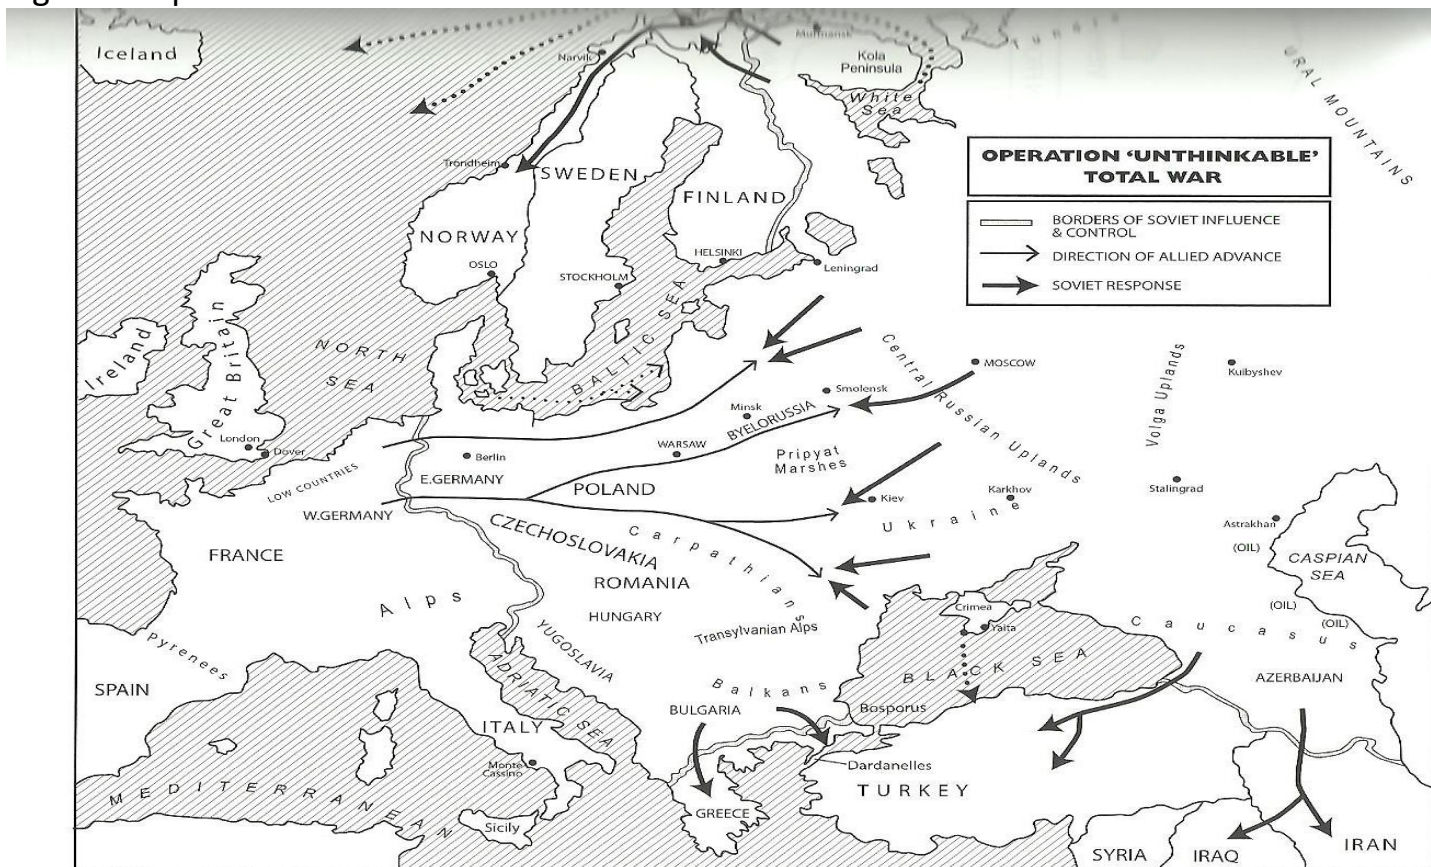 Iceland
Narvik
Murmansk
Kola
Peninsula
White
Sea
URAL MOUNTAINS
OPERATION ‘UNTHINKABLE’
TOTAL WAR
BORDERS OF SOVIET INFLUENCE
& CONTROL
DIRECTION OF ALLIED ADVANCE
SOVIET RESPONSE
Trondheim
SWEDEN
FINLAND
NORWAY
OSLO
STOCKHOLM
HELSINKI
Leningrad
BALTIC SEA
NORTH
SEA
Ireland
Great Britain
London
Dover
LOW COUNTRIES
Berlin
E.GERMANY
W.GERMANY
WARSAW
POLAND
Minsk
BYELORUSSIA
Smolensk
MOSCOW
Central Russian Uplands
Volga Uplands
Kuibyshev
Pripyat
Marshes
Kiev
Karkhov
Ukraine
Stalingrad
Astrakhan
(OIL)
CASPIAN
SEA
(OIL)
(OIL)
FRANCE
CZECHOSLOVAKIA
Carpathians
ROMANIA
HUNGARY
Transylvanian Alps
Alps
YUGOSLAVIA
Crimea
Yalta
Caucasus
BLACK SEA
AZERBAIJAN
Pyrenees
SPAIN
ADRIATIC SEA
ITALY
Balkans
BULGARIA
Bosporus
Monte
Cassino
Dardanelles
TURKEY
MEDITERRANEAN
Sicily
GREECE
SYRIA
IRAQ
IRAN